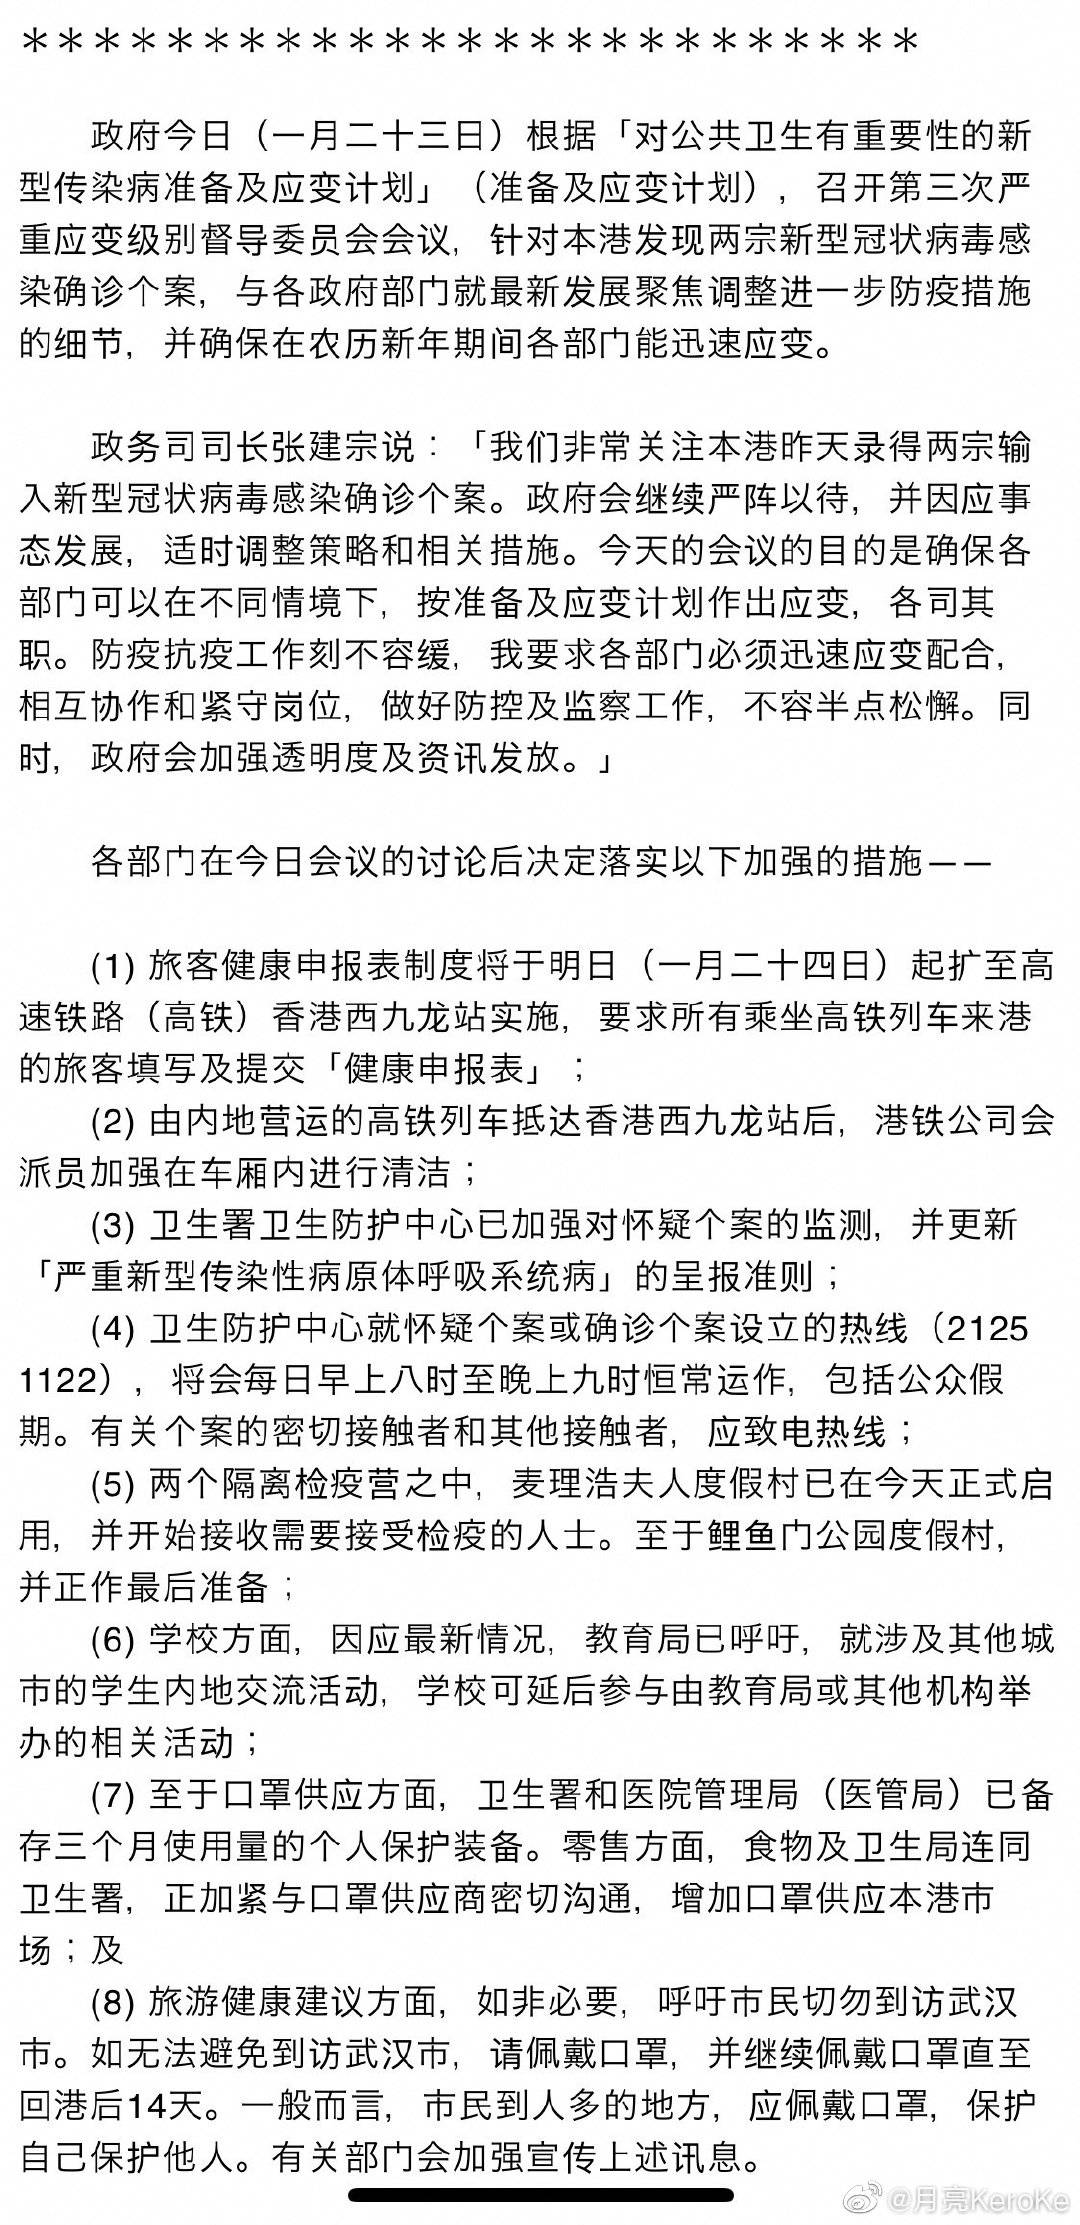 ＊＊＊＊＊＊＊＊＊＊＊＊＊＊＊＊＊＊＊＊＊＊＊＊＊
政府今日（一月二十三日）根据「对公共卫生有重要性的新
型传染病准备及应变计划」（准备及应变计划），召开第三次严
重应变级别督导委员会会议，针对本港发现两宗新型冠状病毒感
染确诊个案，与各政府部门就最新发展聚焦调整进一步防疫措施
的细节，并确保在农历新年期间各部门能迅速应变。
政务司司长张建宗说：「我们非常关注本港昨天录得两宗输
入新型冠状病毒感染确诊个案。政府会继续严阵以待，并因应事
态发展，适时调整策略和相关措施。今天的会议的目的是确保各
部门可以在不同情境下，按准备及应变计划作出应变，各司其
职。防疫抗疫工作刻不容缓，我要求各部门必须迅速应变配合，
相互协作和紧守岗位，做好防控及监察工作，不容半点松懈。同
时，政府会加强透明度及资讯发放。」
各部门在今日会议的讨论后决定落实以下加强的措施——
(1) 旅客健康申报表制度将于明日（一月二十四日）起扩至高
速铁路（高铁）香港西九龙站实施，要求所有乘坐高铁列车来港
的旅客填写及提交「健康申报表」；
(2) 由内地营运的高铁列车抵达香港西九龙站后，港铁公司会
派员加强在车厢内进行清洁；
(3) 卫生署卫生防护中心已加强对怀疑个案的监测，并更新
「严重新型传染性病原体呼吸系统病」的呈报准则；
(4) 卫生防护中心就怀疑个案或确诊个案设立的热线（2125
1122），将会每日早上八时至晚上九时恒常运作，包括公众假
期。有关个案的密切接触者和其他接触者，应致电热线；
(5) 两个隔离检疫营之中，麦理浩夫人度假村已在今天正式启
用，并开始接收需要接受检疫的人士。至于鲤鱼门公园度假村，
并正作最后准备；
(6) 学校方面，因应最新情况，教育局已呼吁，就涉及其他城
市的学生内地交流活动，学校可延后参与由教育局或其他机构举
办的相关活动；
(7) 至于口罩供应方面，卫生署和医院管理局（医管局）已备
存三个月使用量的个人保护装备。零售方面，食物及卫生局连同
卫生署，正加紧与口罩供应商密切沟通，增加口罩供应本港市
场；及
(8) 旅游健康建议方面，如非必要，呼吁市民切勿到访武汉
市。如无法避免到访武汉市，请佩戴口罩，并继续佩戴口罩直至
回港后14天。一般而言，市民到人多的地方，应佩戴口罩，保护
自己保护他人。有关部门会加强宣传上述讯息。
@月亮KeroKe